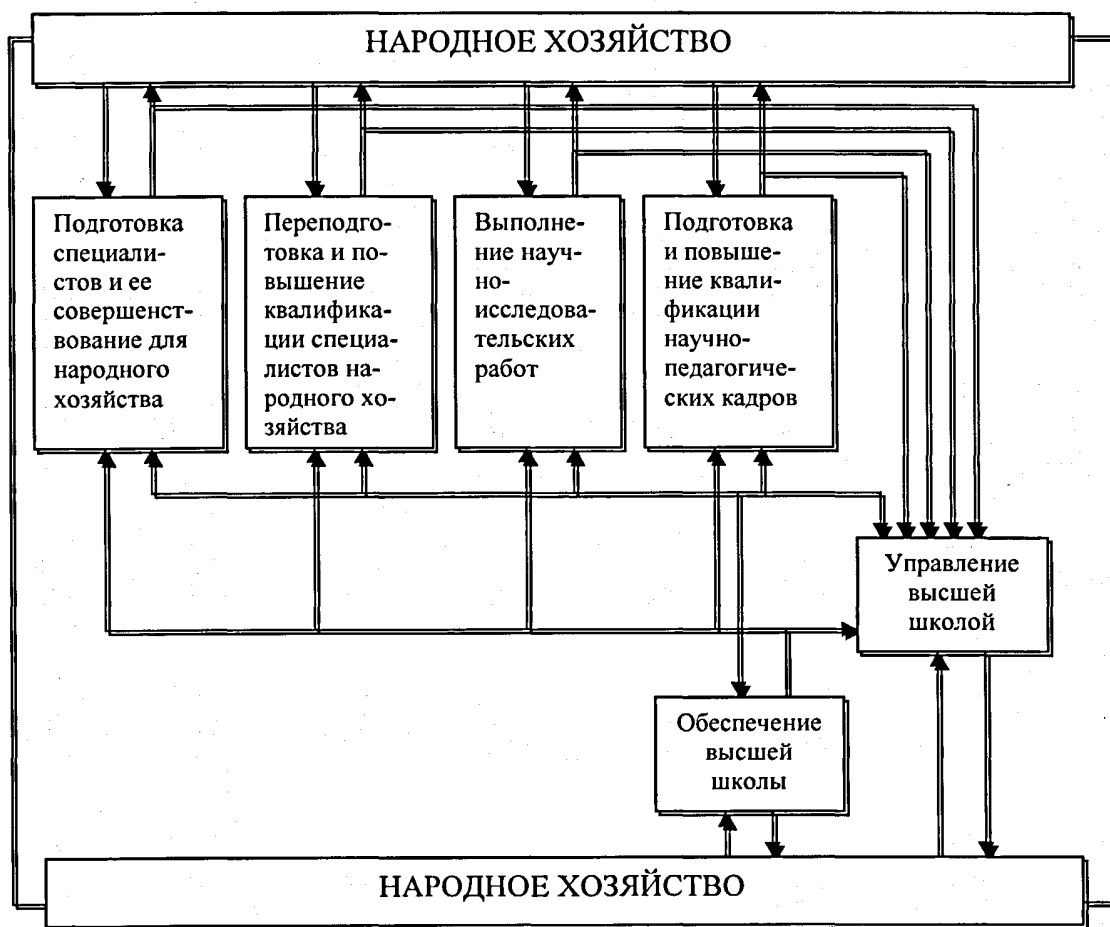 НАРОДНОЕ ХОЗЯЙСТВО
Подготовка
специали-
стов и ее
совершенст-
вование для
народного
хозяйства
Переподго-
товка и по-
вышение
квалифика-
ции специа-
листов на-
родного хо-
зяйства
Выполне-
ние науч-
но-
исследова-
тельских
работ
Подготовка
и повыше-
ние квали-
фикации
научно-
педагогиче-
ских кадров
Управление
высшей
школой
Обеспечение
высшей
школы
НАРОДНОЕ ХОЗЯЙСТВО